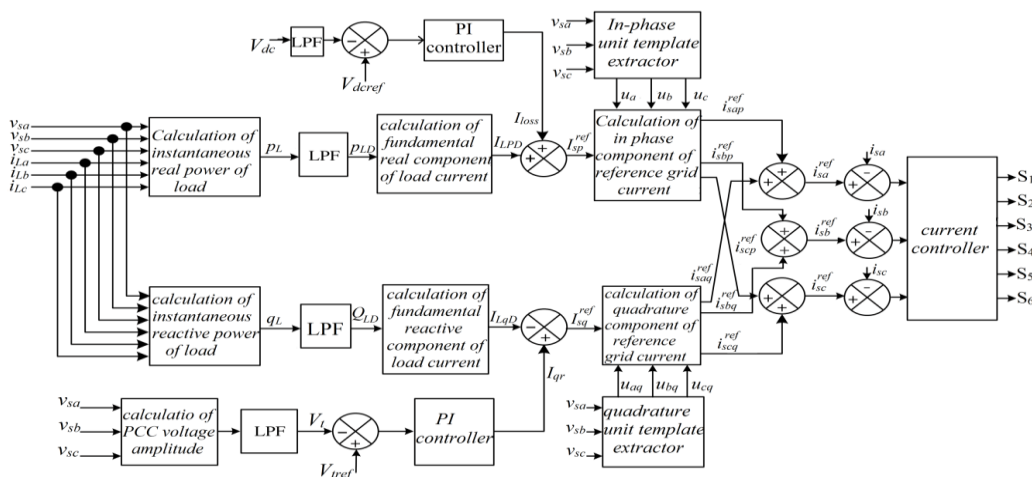 V_dc
LPF
−
+
V_dcref
PI
controller
v_sa
v_sb
v_sc
In-phase
unit template
extractor
u_a
u_b
u_c
I_loss
v_sa
v_sb
v_sc
i_La
i_Lb
i_Lc
Calculation of
instantaneous
real power of
load
p_L
LPF
p_LD
calculation of
fundamental
real component
of load current
I_LPD
+
+
I_sp^ref
Calculation of
in phase
component of
reference grid
current
i_sap^ref
i_sbp^ref
i_scp^ref
i_saq^ref
i_sbq^ref
i_scq^ref
+
+
i_sa^ref
i_sa
−
+
+
+
i_sb^ref
i_sb
−
+
+
+
i_sc^ref
i_sc
−
+
current
controller
S_1
S_2
S_3
S_4
S_5
S_6
calculation of
instantaneous
reactive power
of load
q_L
LPF
Q_LD
calculation of
fundamental
reactive
component of
load current
I_LqD
−
+
I_sq^ref
I_qr
calculation of
quadrature
component of
reference
grid current
u_aq
u_bq
u_cq
v_sa
v_sb
v_sc
quadrature
unit template
extractor
v_sa
v_sb
v_sc
calculatio of
PCC voltage
amplitude
LPF
V_t
−
+
V_tref
PI
controller